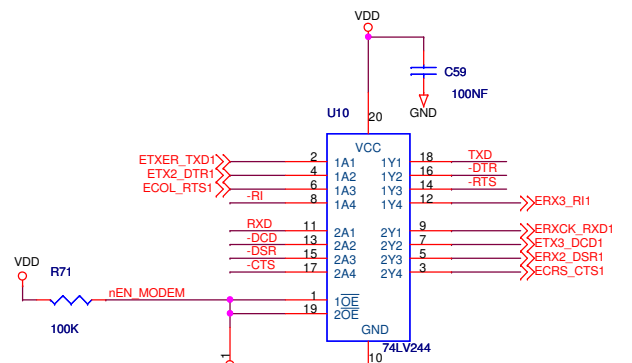 VDD
C59
100NF
GND
U10
20
VCC
ETXER_TXD1 2 1A1 1Y1 18 TXD
ETX2_DTR1 4 1A2 1Y2 16 -DTR
ECOL_RTS1 6 1A3 1Y3 14 -RTS
-RI 8 1A4 1Y4 12 ERX3_RI1
RXD 11 2A1 2Y1 9 ERXCK_RXD1
-DCD 13 2A2 2Y2 7 ETX3_DCD1
-DSR 15 2A3 2Y3 5 ERX2_DSR1
-CTS 17 2A4 2Y4 3 ECRS_CTS1
VDD
R71
nEN_MODEM 1 1OE
100K
19 2OE
GND
74LV244
1
10